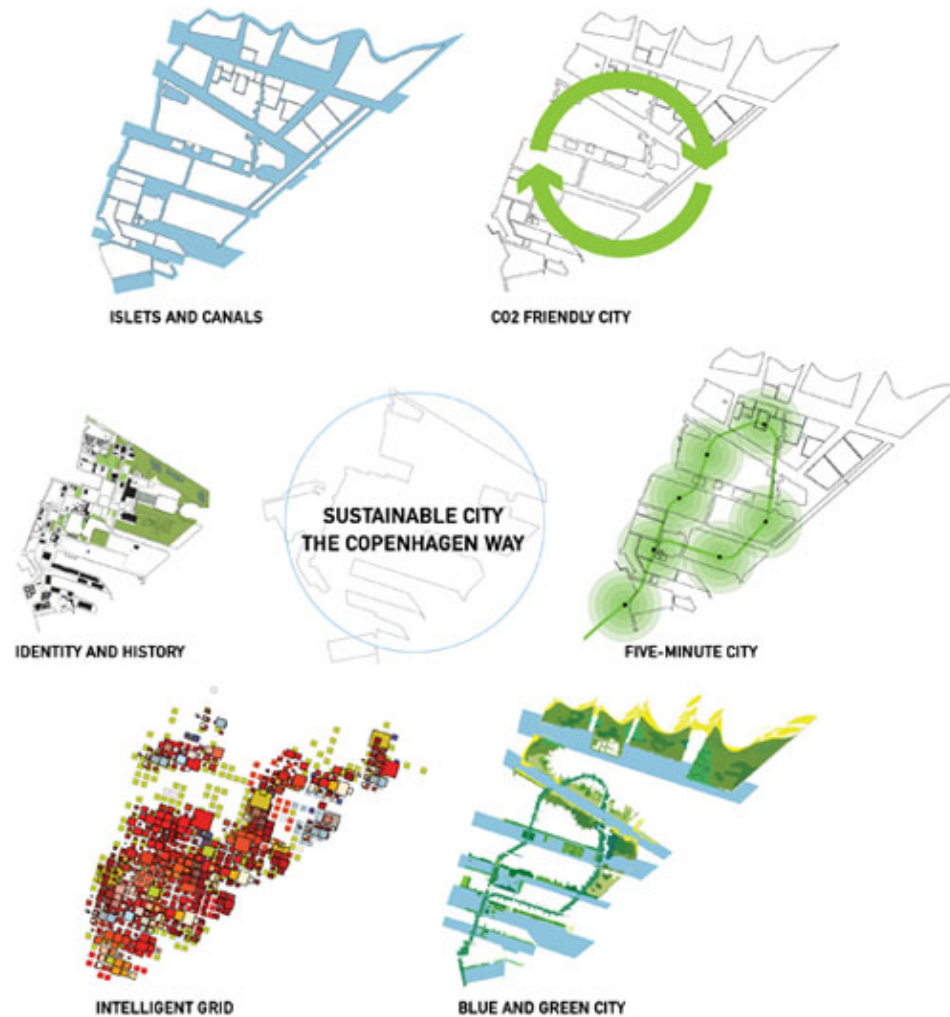 ISLETS AND CANALS
CO2 FRIENDLY CITY
SUSTAINABLE CITY
THE COPENHAGEN WAY
IDENTITY AND HISTORY
FIVE-MINUTE CITY
INTELLIGENT GRID
BLUE AND GREEN CITY